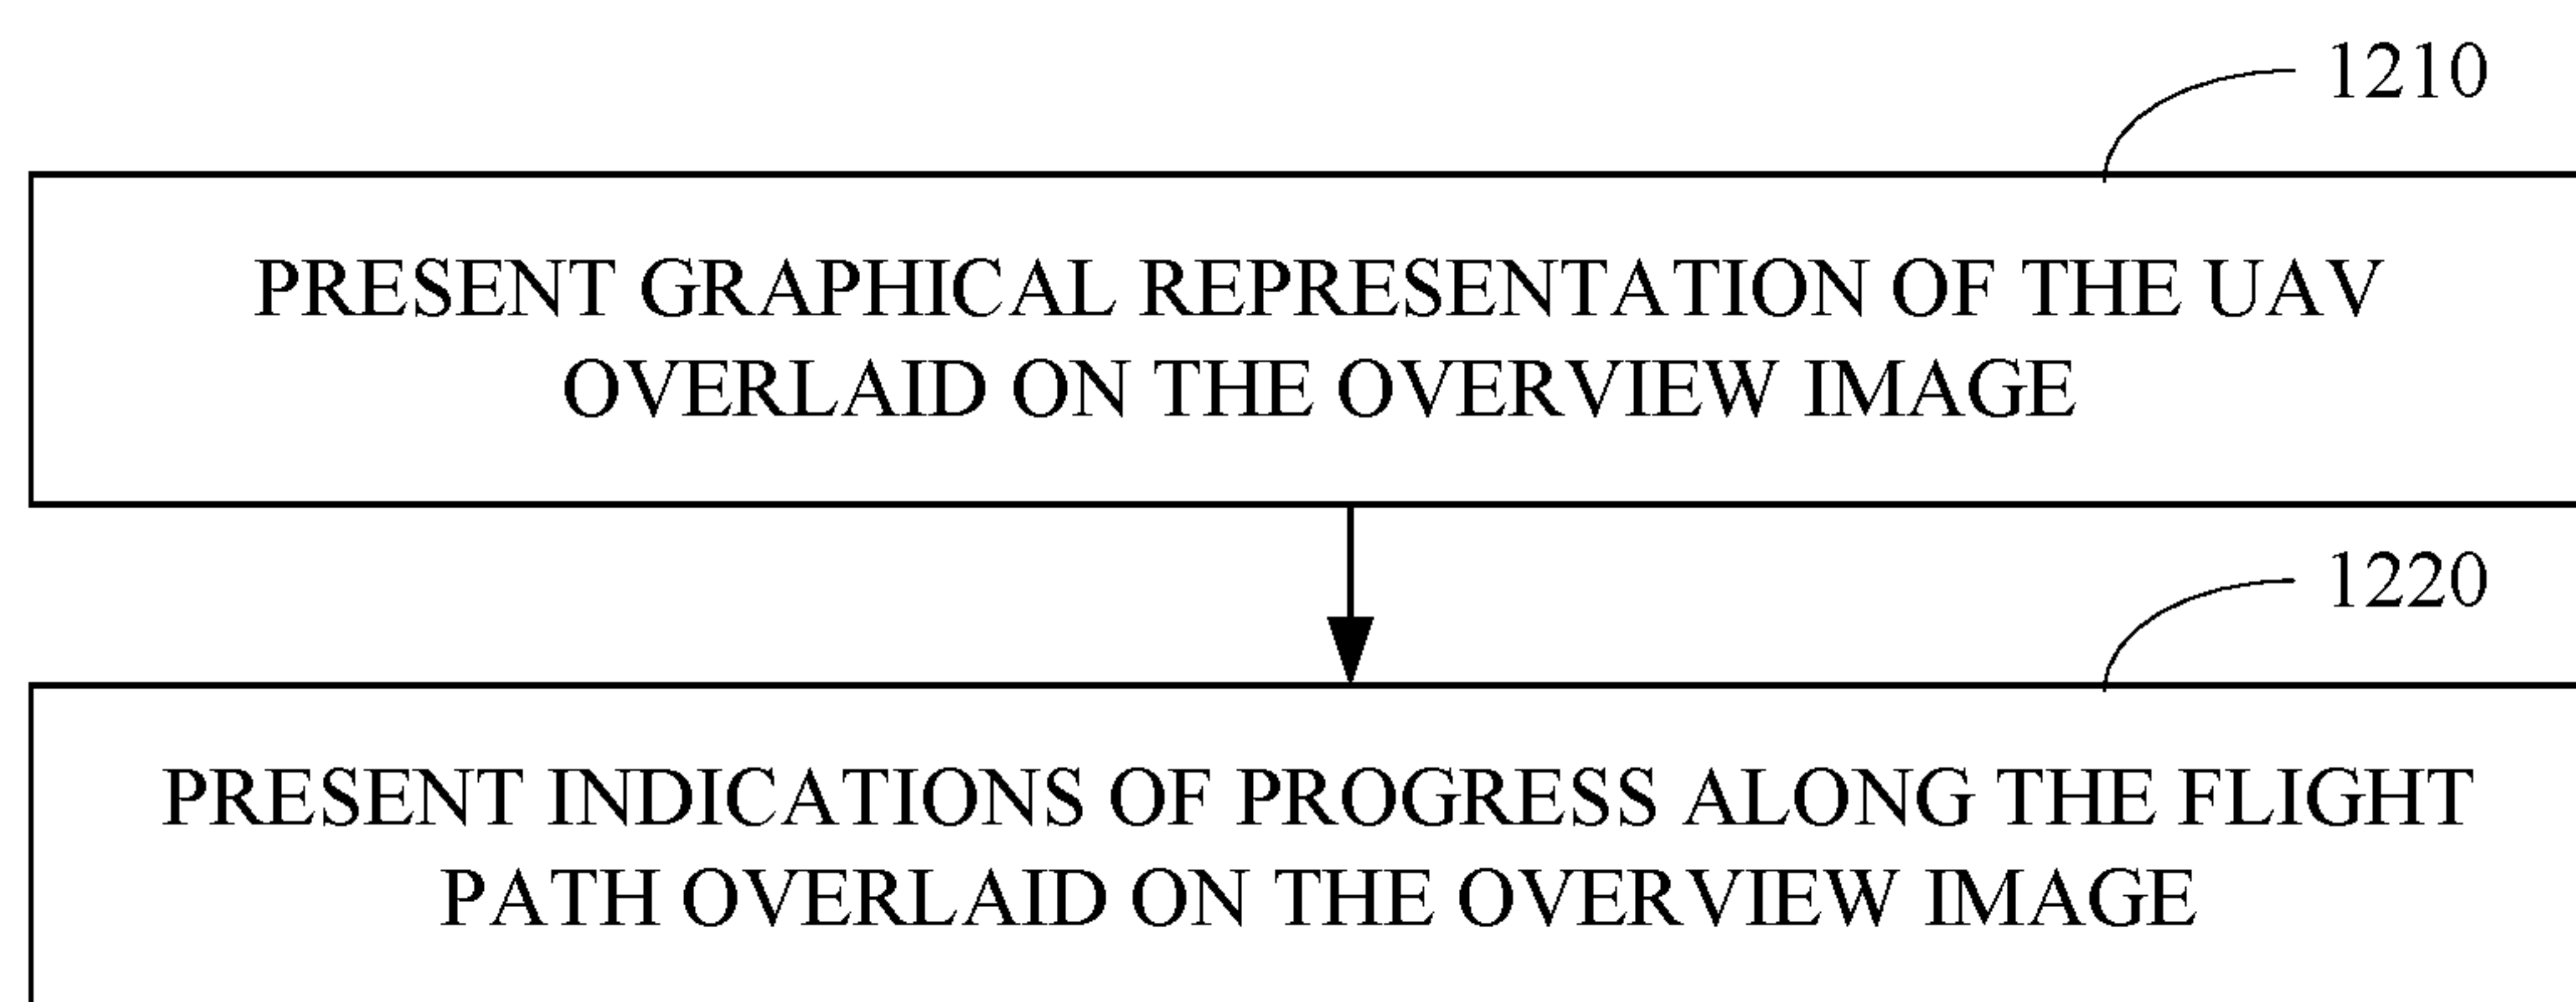 1210
PRESENT GRAPHICAL REPRESENTATION OF THE UAV
OVERLAID ON THE OVERVIEW IMAGE
1220
PRESENT INDICATIONS OF PROGRESS ALONG THE FLIGHT
PATH OVERLAID ON THE OVERVIEW IMAGE